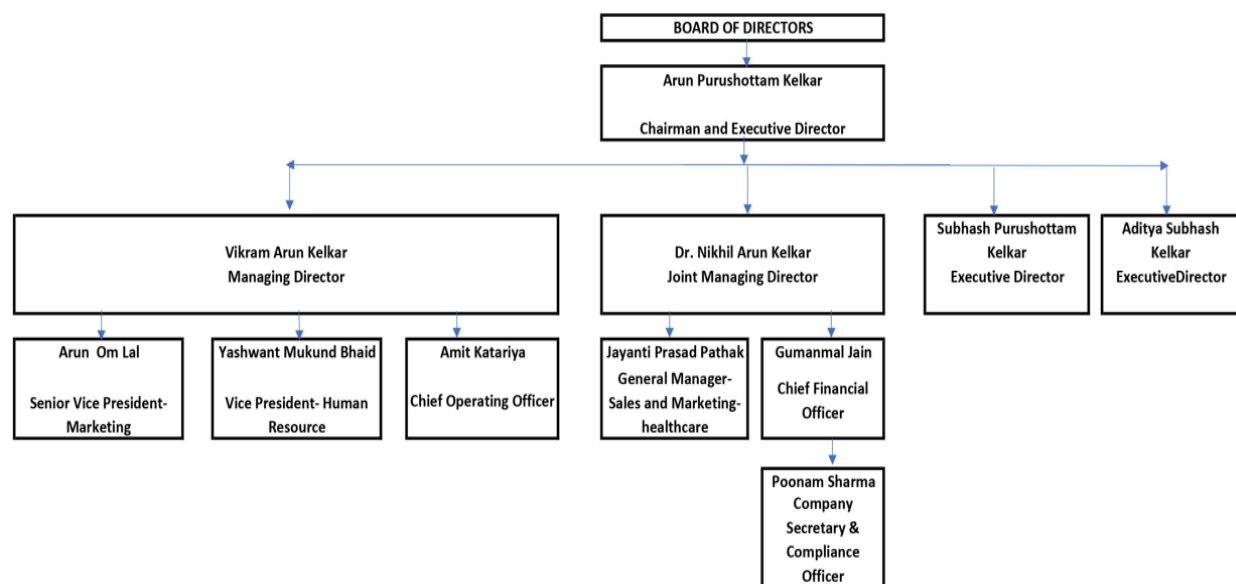 BOARD OF DIRECTORS
Arun Purushottam Kelkar
Chairman and Executive Director
Vikram Arun Kelkar
Managing Director
Dr. Nikhil Arun Kelkar
Joint Managing Director
Subhash Purushottam
Kelkar
Executive Director
Aditya Subhash
Kelkar
ExecutiveDirector
Arun Om Lal
Senior Vice President-
Marketing
Yashwant Mukund Bhaid
Vice President- Human
Resource
Amit Katariya
Chief Operating Officer
Jayanti Prasad Pathak
General Manager-
Sales and Marketing-
healthcare
Gumanmal Jain
Chief Financial
Officer
Poonam Sharma
Company
Secretary &
Compliance
Officer